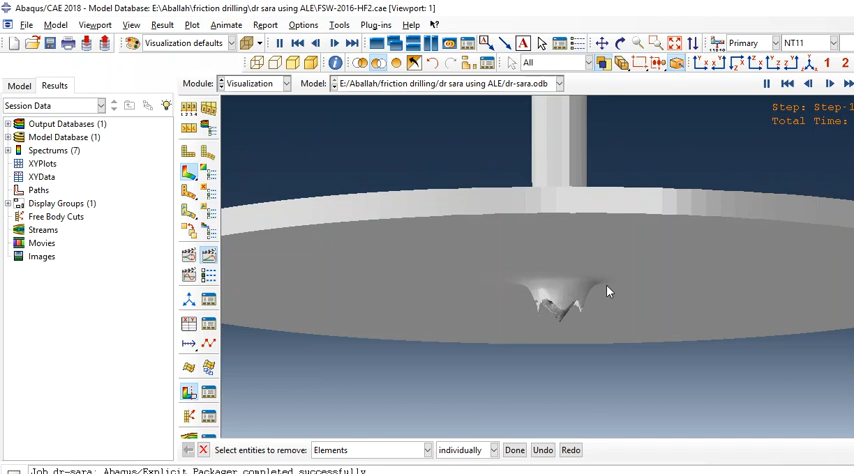 Abaqus/CAE 2018 - Model Database: E:\Aballah\friction drilling\dr sara using ALE\FSW-2016-HF2.cae [Viewport: 1]
File Model Viewport View Result Plot Animate Report Options Tools Plug-ins Help
Visualization defaults Primary NT11
All 1 2
Model Results Module: Visualization Model: E:/Aballah/friction drilling/dr sara using ALE/dr-sara.odb
Session Data
Step: Step-1
Total Time:
Output Databases (1)
Model Database (1)
Spectrums (7)
XYPlots
XYData
Paths
Display Groups (1)
Free Body Cuts
Streams
Movies
Images
Select entities to remove: Elements individually Done Undo Redo
Job dr-sara: Abaqus/Explicit Packager completed successfully.